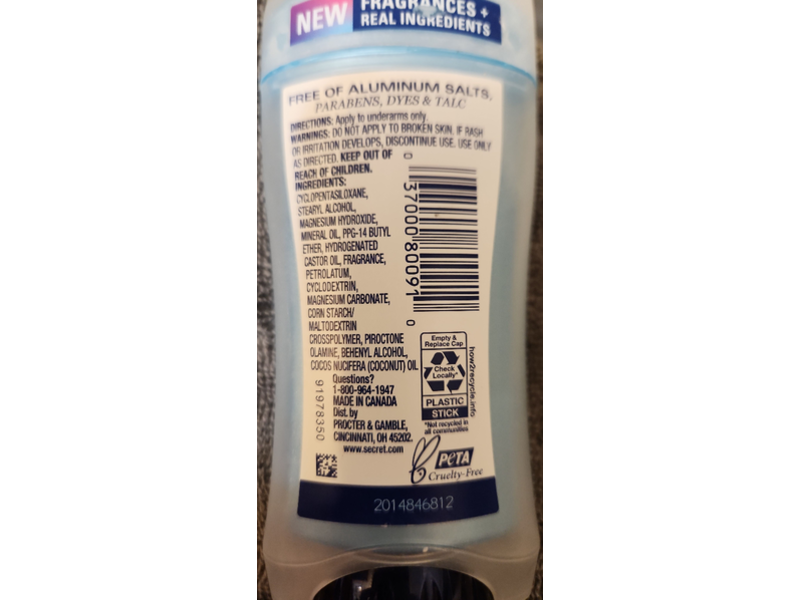 NEW
FRAGRANCES +
REAL INGREDIENTS
FREE OF ALUMINUM SALTS,
PARABENS, DYES & TALC
DIRECTIONS: Apply to underarms only.
WARNINGS: DO NOT APPLY TO BROKEN SKIN. IF RASH
OR IRRITATION DEVELOPS, DISCONTINUE USE. USE ONLY
AS DIRECTED. KEEP OUT OF
REACH OF CHILDREN.
INGREDIENTS:
CYCLOPENTASILOXANE,
STEARYL ALCOHOL,
MAGNESIUM HYDROXIDE,
MINERAL OIL, PPG-14 BUTYL
ETHER, HYDROGENATED
CASTOR OIL, FRAGRANCE,
PETROLATUM,
CYCLODEXTRIN,
MAGNESIUM CARBONATE,
CORN STARCH/
MALTODEXTRIN
CROSSPOLYMER, PIROCTONE
OLAMINE, BEHENYL ALCOHOL,
COCOS NUCIFERA (COCONUT) OIL
Questions?
1-800-964-1947
MADE IN CANADA
Dist. by
PROCTER & GAMBLE,
CINCINNATI, OH 45202.
www.secret.com
91978350
0 37000 80091 0
Empty &
Replace Cap
Check
Locally*
PLASTIC
STICK
*Not recycled in
all communities
how2recycle.info
PETA
Cruelty-Free
2014846812